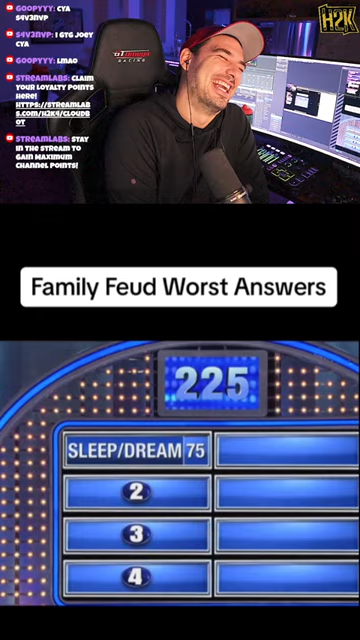 GOOPYYY: CYA
S4V3NVP
S4V3NVP: I GTG JOEY
CYA
GOOPYYY: LMAO
STREAMLABS: CLAIM
YOUR LOYALTY POINTS
HERE!
HTTPS://STREAMLAB
S.COM/H2K4/CLOUDB
OT
STREAMLABS: STAY
IN THE STREAM TO
GAIN MAXIMUM
CHANNEL POINTS!
H2K
GT OMEGA
RACING
Family Feud Worst Answers
225
SLEEP/DREAM 75
2
3
4